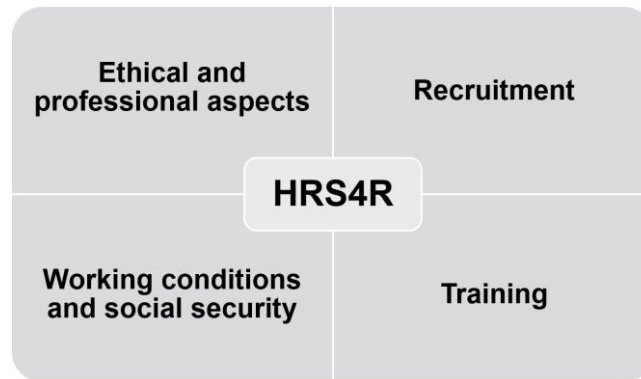 Ethical and
professional aspects
Recruitment
HRS4R
Working conditions
and social security
Training